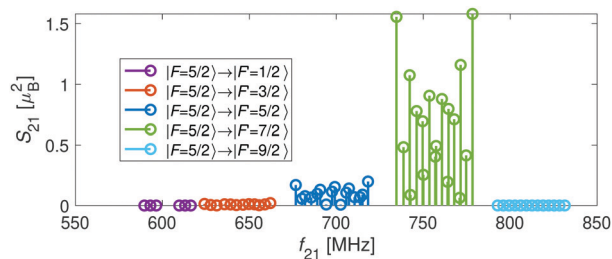 1.5
1
0.5
0
S21 [μB2]
|F=5/2⟩→|F=1/2⟩
|F=5/2⟩→|F=3/2⟩
|F=5/2⟩→|F=5/2⟩
|F=5/2⟩→|F=7/2⟩
|F=5/2⟩→|F=9/2⟩
550 600 650 700 750 800 850
f21 [MHz]